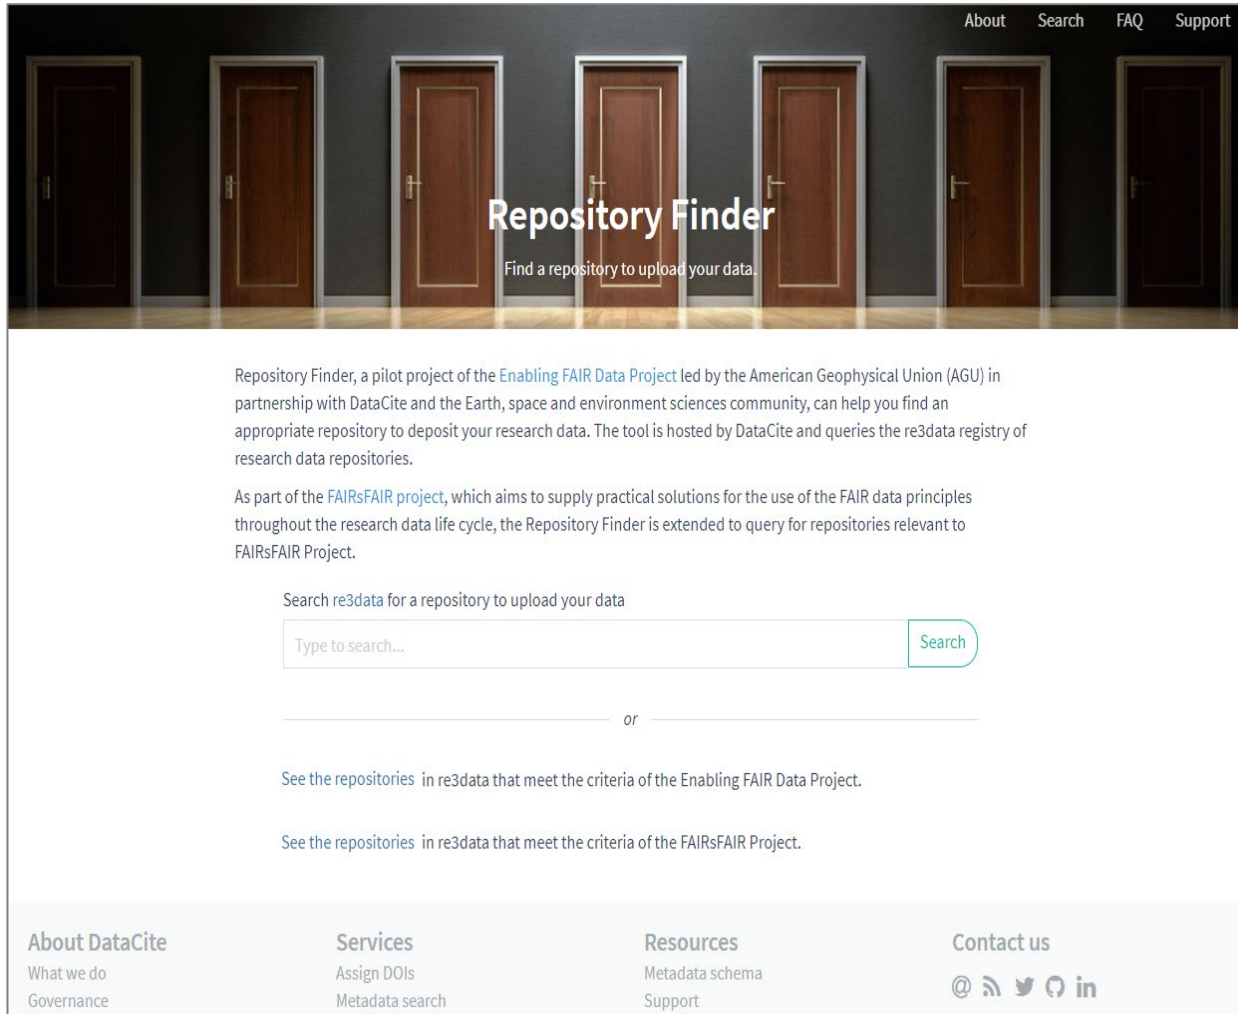 About Search FAQ Support
Repository Finder
Find a repository to upload your data.
Repository Finder, a pilot project of the Enabling FAIR Data Project led by the American Geophysical Union (AGU) in
partnership with DataCite and the Earth, space and environment sciences community, can help you find an
appropriate repository to deposit your research data. The tool is hosted by DataCite and queries the re3data registry of
research data repositories.
As part of the FAIRsFAIR project, which aims to supply practical solutions for the use of the FAIR data principles
throughout the research data life cycle, the Repository Finder is extended to query for repositories relevant to
FAIRsFAIR Project.
Search re3data for a repository to upload your data
Type to search...
Search
or
See the repositories in re3data that meet the criteria of the Enabling FAIR Data Project.
See the repositories in re3data that meet the criteria of the FAIRsFAIR Project.
About DataCite
What we do
Governance
Services
Assign DOIs
Metadata search
Resources
Metadata schema
Support
Contact us